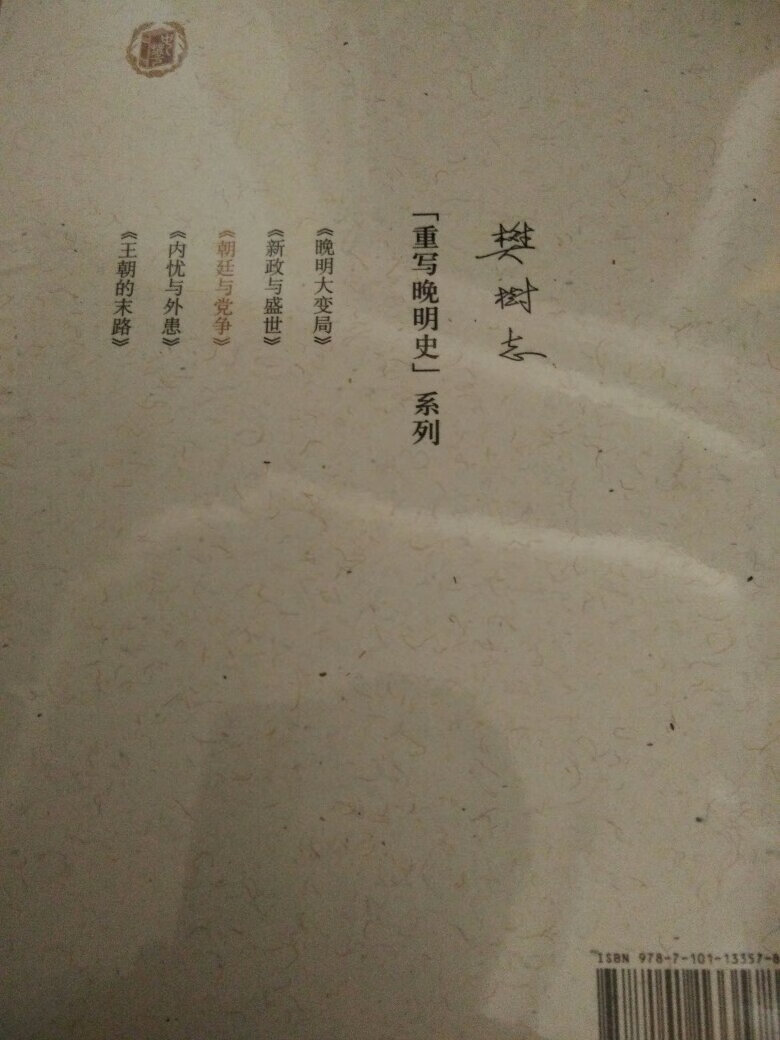 樊树志
「重写晚明史」系列
《晚明大变局》
《新政与盛世》
《朝廷与党争》
《内忧与外患》
《王朝的末路》
ISBN 978-7-101-13357-8